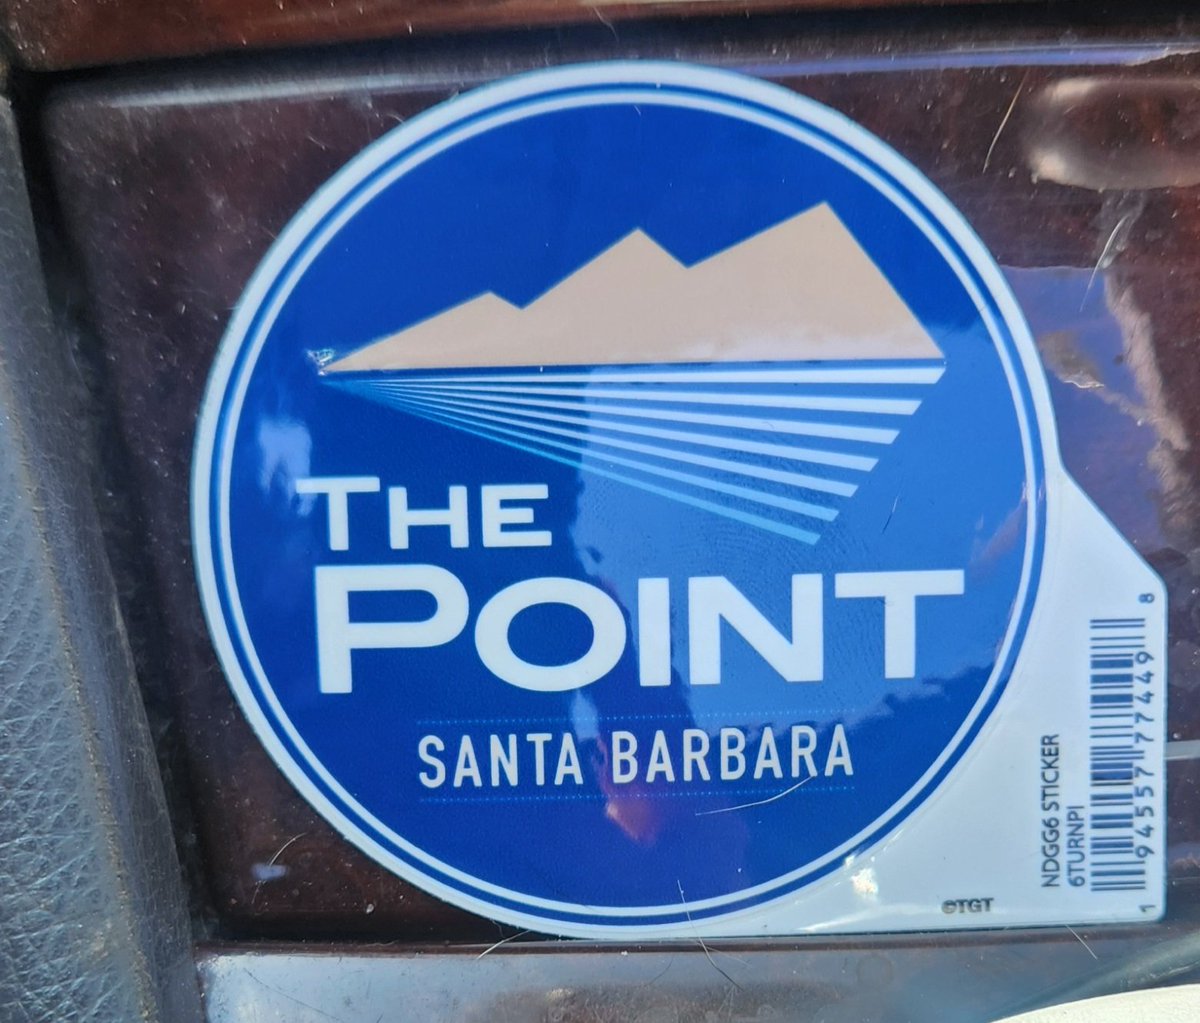 THE
POINT
SANTA BARBARA
NDGG6 STICKER
6TURNPI
1 94557 77449 8
©TGT